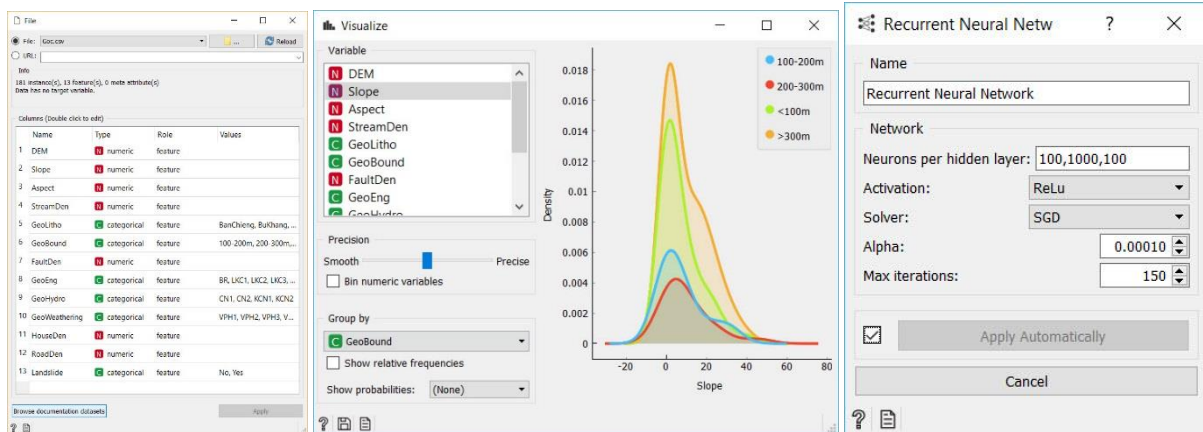 File
File: Goc.csv
...
Reload
URL:
Info
181 instance(s), 13 feature(s), 0 meta attribute(s)
Data has no target variable.
Columns (Double click to edit)
Name Type Role Values
1 DEM N numeric feature
2 Slope N numeric feature
3 Aspect N numeric feature
4 StreamDen N numeric feature
5 GeoLitho C categorical feature BanChieng, BuKhang, ...
6 GeoBound C categorical feature 100-200m, 200-300m,...
7 FaultDen N numeric feature
8 GeoEng C categorical feature BR, LKC1, LKC2, LKC3, ...
9 GeoHydro C categorical feature CN1, CN2, KCN1, KCN2
10 GeoWeathering C categorical feature VPH1, VPH2, VPH3, V...
11 HouseDen N numeric feature
12 RoadDen N numeric feature
13 Landslide C categorical feature No, Yes
Browse documentation datasets
Apply
?
Visualize
Variable
N DEM
N Slope
N Aspect
N StreamDen
C GeoLitho
C GeoBound
N FaultDen
C GeoEng
C GeoHydro
Precision
Smooth Precise
Bin numeric variables
Group by
C GeoBound
Show relative frequencies
Show probabilities: (None)
?
100-200m
200-300m
<100m
>300m
0.018
0.016
0.014
0.012
0.01
0.008
0.006
0.004
0.002
0
Density
-20 0 20 40 60 80
Slope
Recurrent Neural Netw ?
Name
Recurrent Neural Network
Network
Neurons per hidden layer: 100,1000,100
Activation: ReLu
Solver: SGD
Alpha: 0.00010
Max iterations: 150
Apply Automatically
Cancel
?